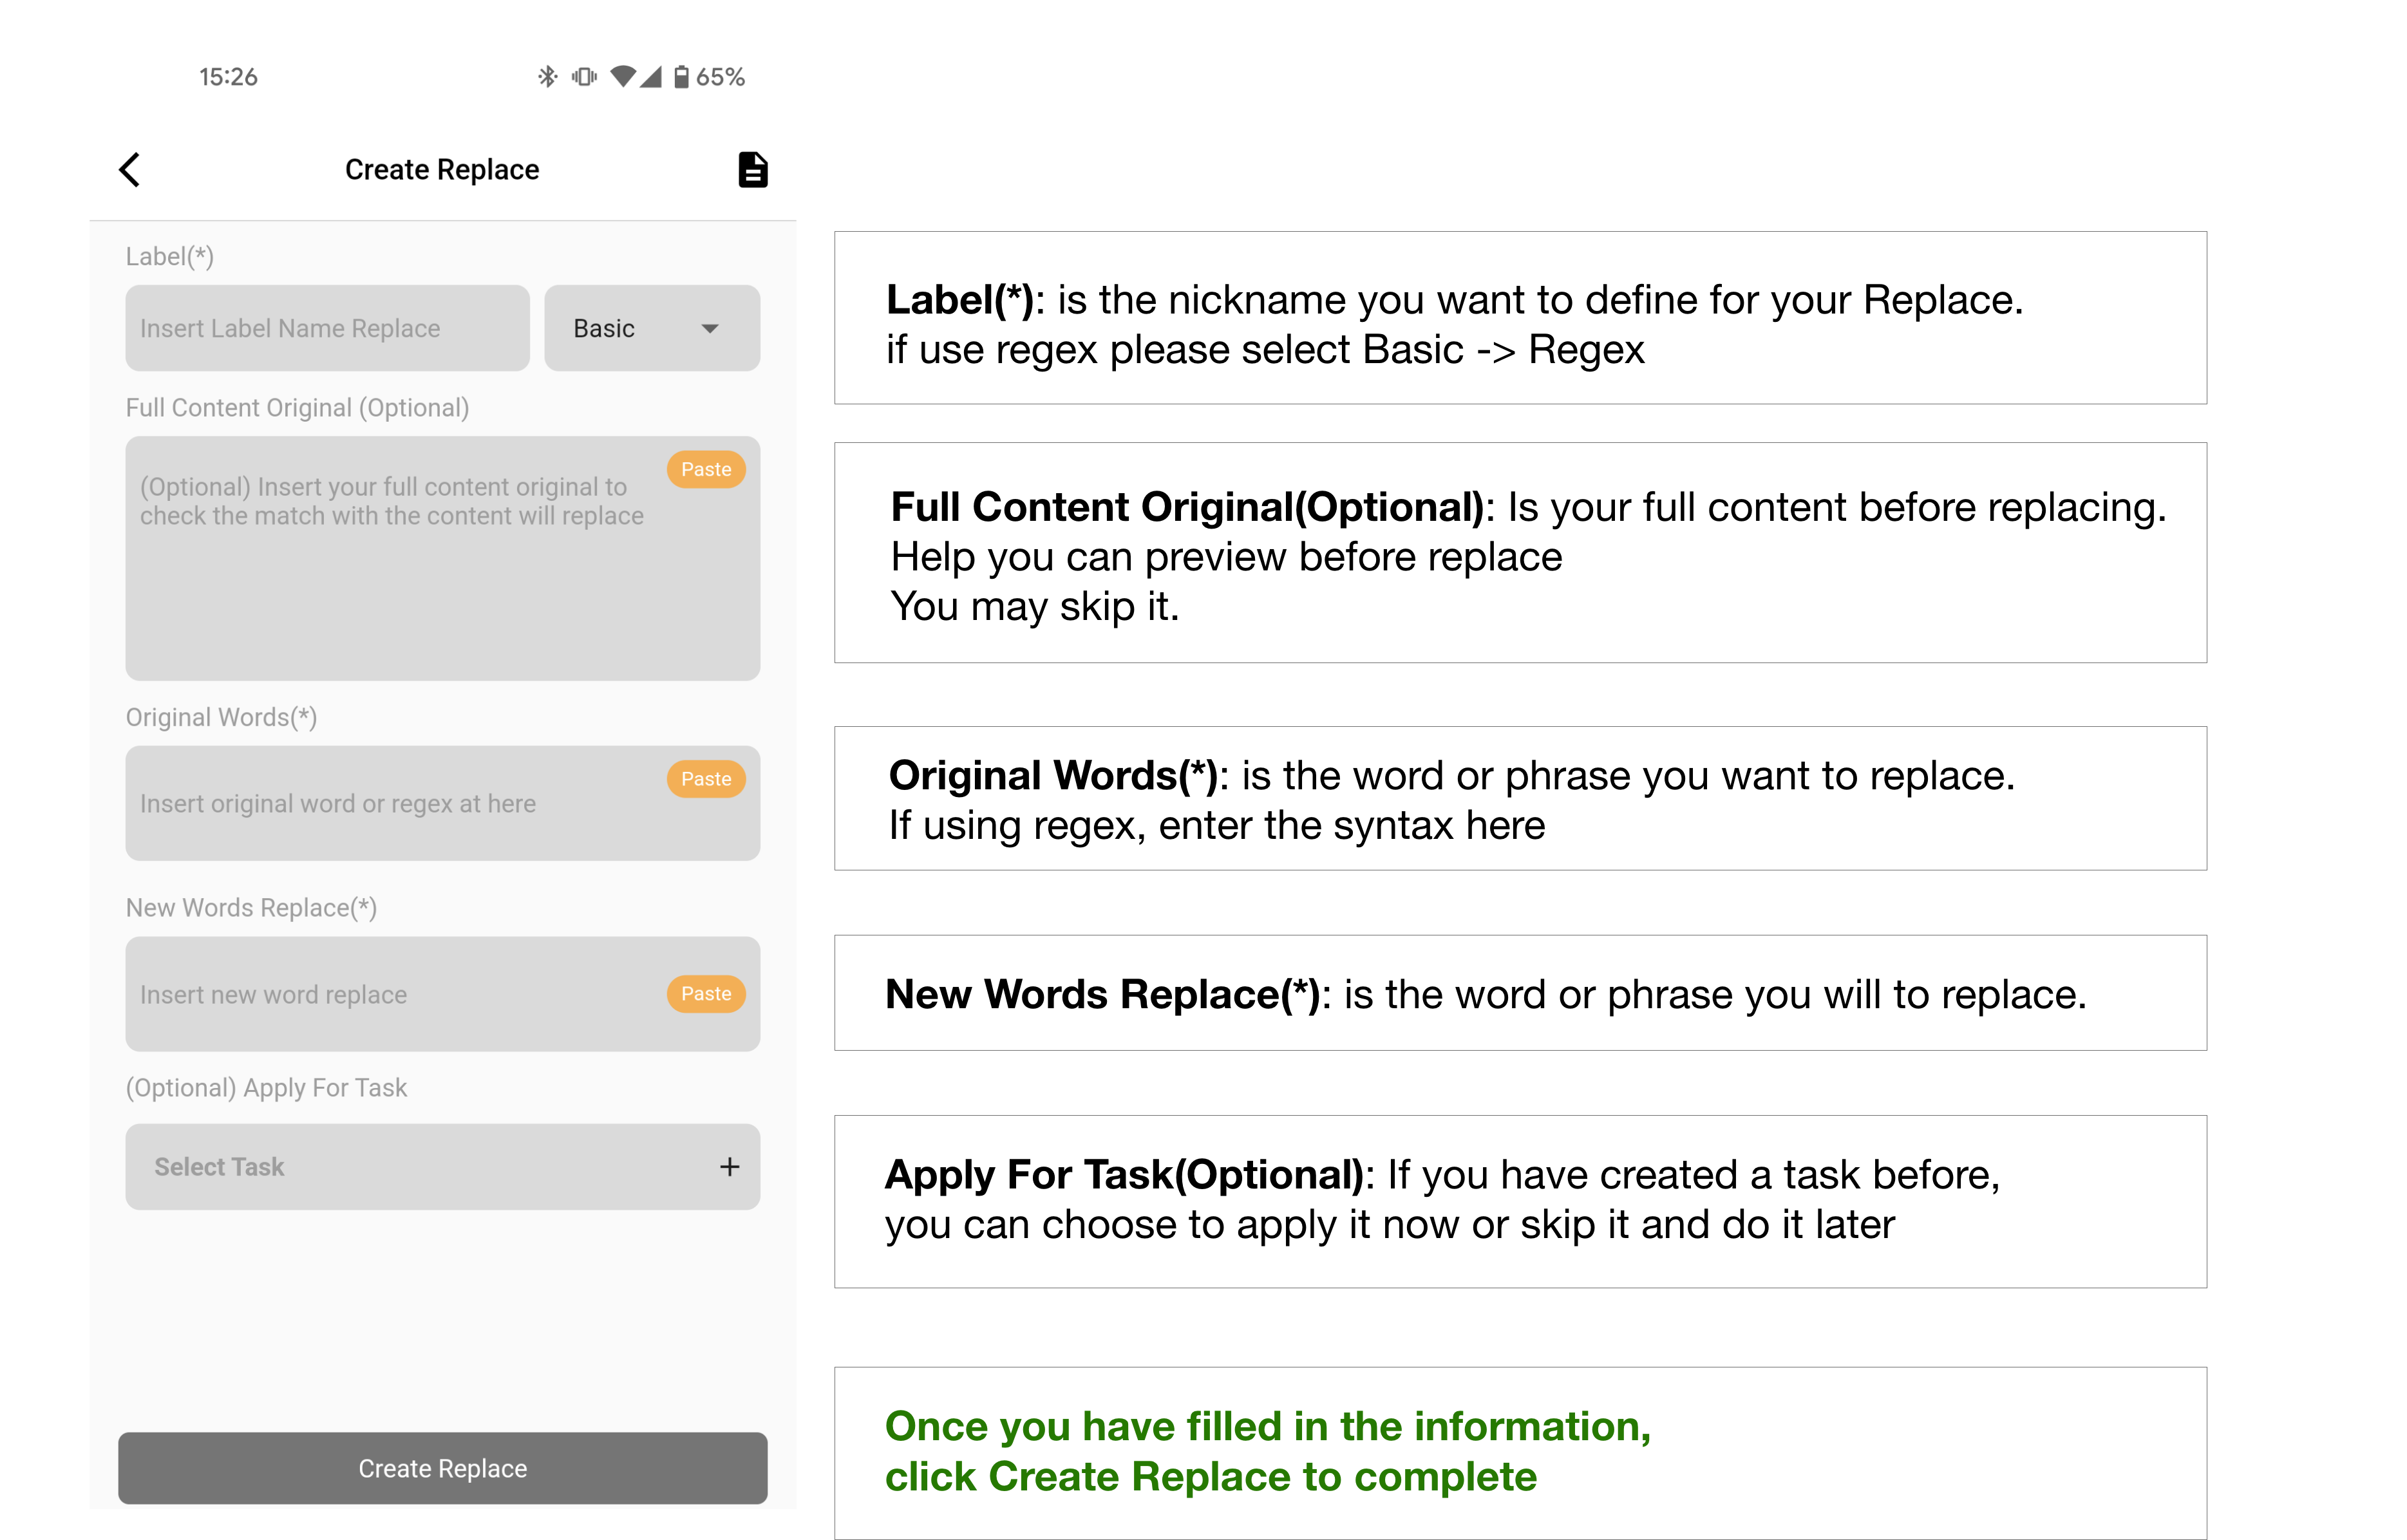 15:26
65%
Create Replace
Label(*)
Insert Label Name Replace
Basic
Full Content Original (Optional)
Paste
(Optional) Insert your full content original to
check the match with the content will replace
Original Words(*)
Paste
Insert original word or regex at here
New Words Replace(*)
Insert new word replace
Paste
(Optional) Apply For Task
Select Task
Create Replace
Label(*): is the nickname you want to define for your Replace.
if use regex please select Basic -> Regex
Full Content Original(Optional): Is your full content before replacing.
Help you can preview before replace
You may skip it.
Original Words(*): is the word or phrase you want to replace.
If using regex, enter the syntax here
New Words Replace(*): is the word or phrase you will to replace.
Apply For Task(Optional): If you have created a task before,
you can choose to apply it now or skip it and do it later
Once you have filled in the information,
click Create Replace to complete